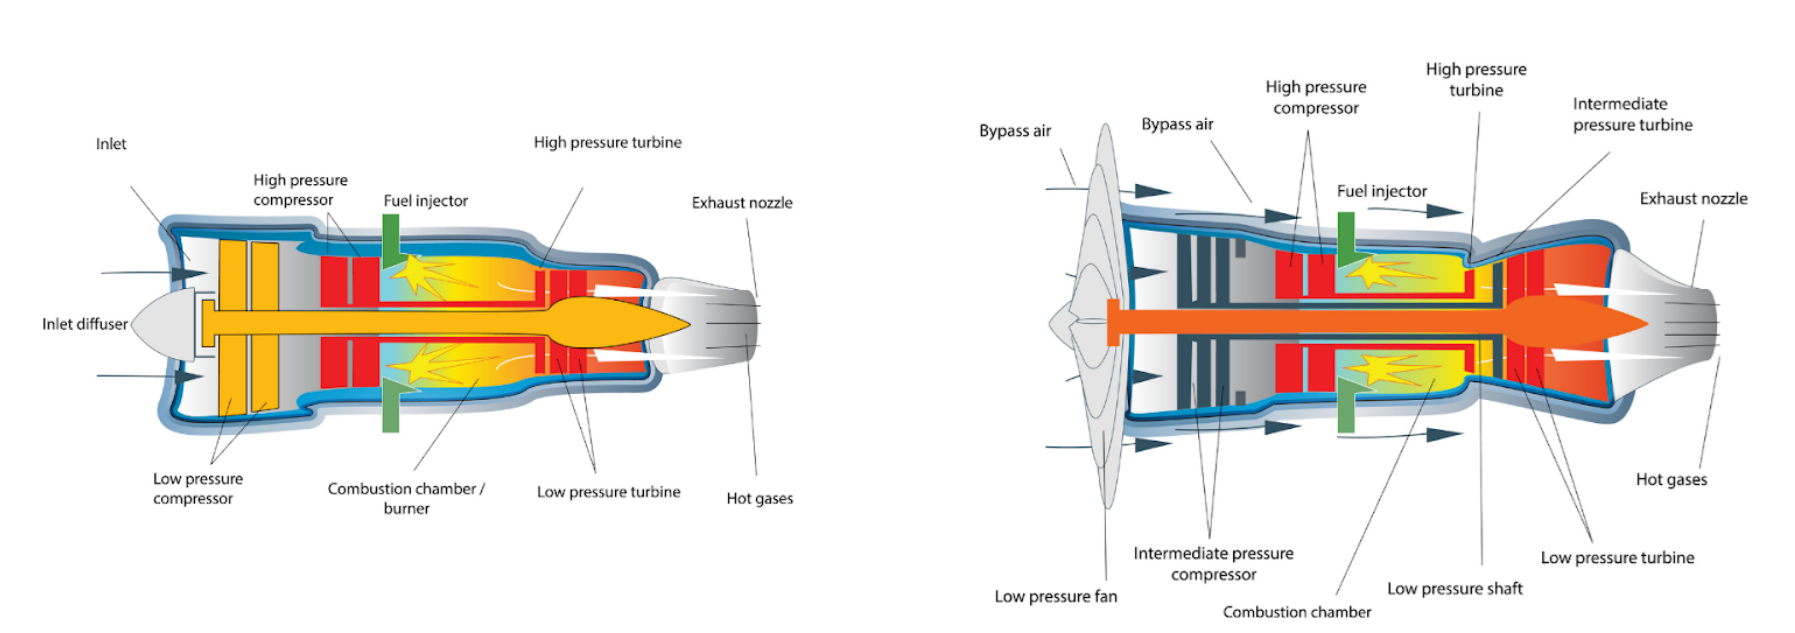 Inlet
High pressure
compressor
Fuel injector
High pressure turbine
Exhaust nozzle
Inlet diffuser
Low pressure
compressor
Combustion chamber /
burner
Low pressure turbine
Hot gases
Bypass air
Bypass air
High pressure
compressor
High pressure
turbine
Intermediate
pressure turbine
Fuel injector
Exhaust nozzle
Low pressure fan
Intermediate pressure
compressor
Combustion chamber
Low pressure shaft
Low pressure turbine
Hot gases